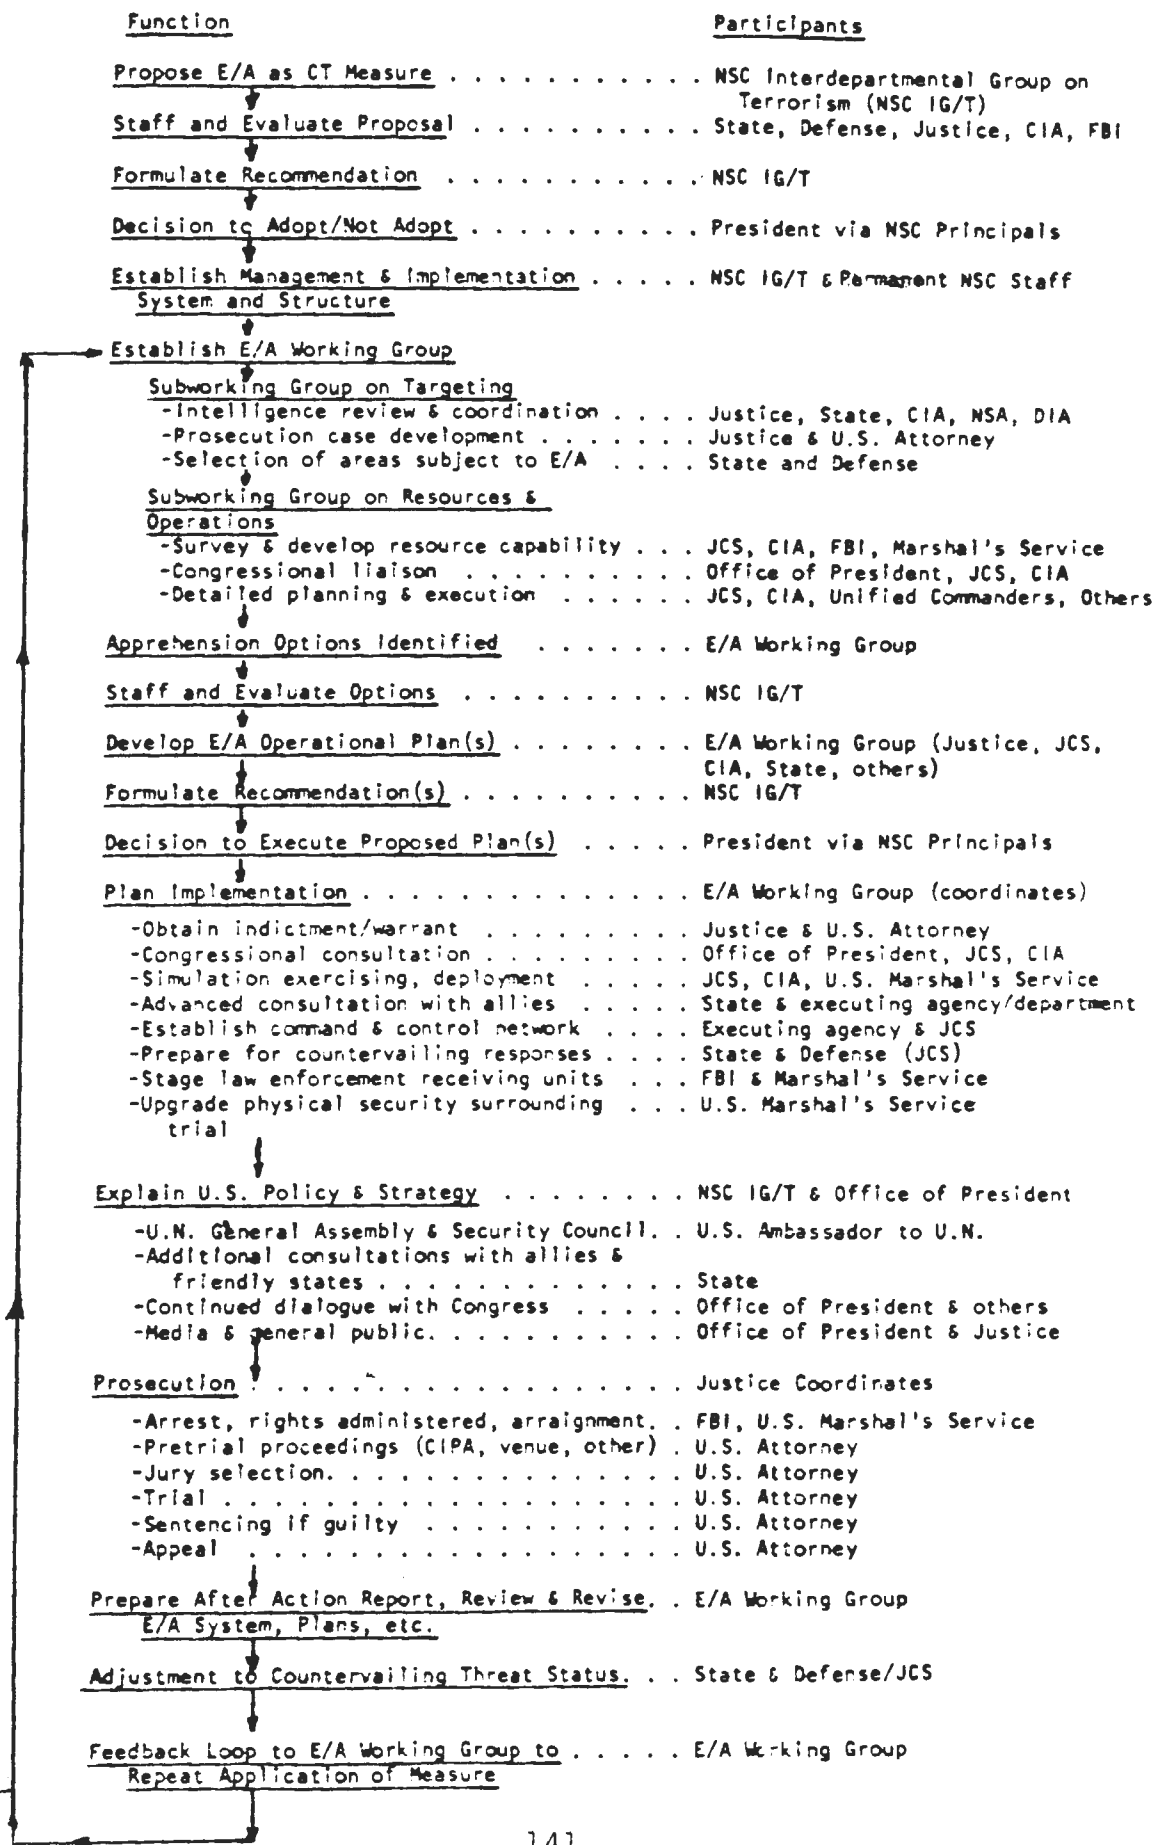 Function Participants
Propose E/A as CT Measure . . . . . . . . . . . NSC Interdepartmental Group on
Terrorism (NSC IG/T)
Staff and Evaluate Proposal . . . . . . . . . . State, Defense, Justice, CIA, FBI
Formulate Recommendation . . . . . . . . . . . NSC IG/T
Decision to Adopt/Not Adopt . . . . . . . . . . President via NSC Principals
Establish Management & Implementation . . . . . NSC IG/T & Permanent NSC Staff
System and Structure
Establish E/A Working Group
Subworking Group on Targeting
-Intelligence review & coordination . . . . Justice, State, CIA, NSA, DIA
-Prosecution case development . . . . . . . Justice & U.S. Attorney
-Selection of areas subject to E/A . . . . State and Defense
Subworking Group on Resources &
Operations
-Survey & develop resource capability . . . JCS, CIA, FBI, Marshal's Service
-Congressional liaison . . . . . . . . . . Office of President, JCS, CIA
-Detailed planning & execution . . . . . . JCS, CIA, Unified Commanders, Others
Apprehension Options Identified . . . . . . . E/A Working Group
Staff and Evaluate Options . . . . . . . . . . NSC IG/T
Develop E/A Operational Plan(s) . . . . . . . . E/A Working Group (Justice, JCS,
CIA, State, others)
Formulate Recommendation(s) . . . . . . . . . . NSC IG/T
Decision to Execute Proposed Plan(s) . . . . . President via NSC Principals
Plan Implementation . . . . . . . . . . . . . . E/A Working Group (coordinates)
-Obtain indictment/warrant . . . . . . . . . Justice & U.S. Attorney
-Congressional consultation . . . . . . . . . Office of President, JCS, CIA
-Simulation exercising, deployment . . . . . JCS, CIA, U.S. Marshal's Service
-Advanced consultation with allies . . . . . State & executing agency/department
-Establish command & control network . . . . Executing agency & JCS
-Prepare for countervailing responses . . . . State & Defense (JCS)
-Stage law enforcement receiving units . . . FBI & Marshal's Service
-Upgrade physical security surrounding . . . U.S. Marshal's Service
trial
Explain U.S. Policy & Strategy . . . . . . . . NSC IG/T & Office of President
-U.N. General Assembly & Security Council. . U.S. Ambassador to U.N.
-Additional consultations with allies &
friendly states . . . . . . . . . . . . . State
-Continued dialogue with Congress . . . . . Office of President & others
-Media & general public. . . . . . . . . . . Office of President & Justice
Prosecution . . . . . . . . . . . . . . . . . . Justice Coordinates
-Arrest, rights administered, arraignment. . FBI, U.S. Marshal's Service
-Pretrial proceedings (CIPA, venue, other) . U.S. Attorney
-Jury selection. . . . . . . . . . . . . . . U.S. Attorney
-Trial . . . . . . . . . . . . . . . . . . . U.S. Attorney
-Sentencing if guilty . . . . . . . . . . . U.S. Attorney
-Appeal . . . . . . . . . . . . . . . . . . U.S. Attorney
Prepare After Action Report, Review & Revise. . E/A Working Group
E/A System, Plans, etc.
Adjustment to Countervailing Threat Status. . . State & Defense/JCS
Feedback Loop to E/A Working Group to . . . . . E/A Working Group
Repeat Application of Measure
141